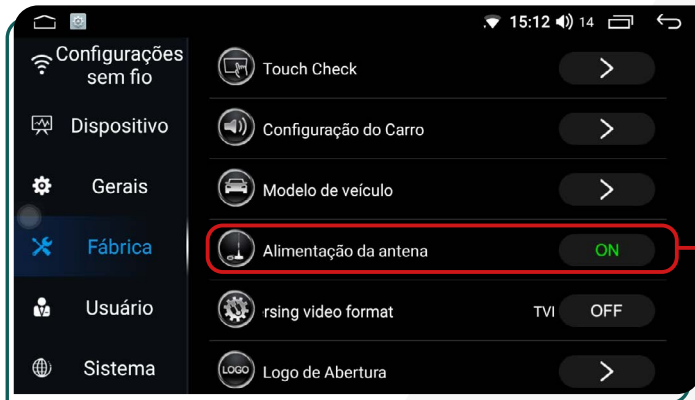 15:12 14
Configurações
sem fio
Dispositivo
Gerais
Fábrica
Usuário
Sistema
Touch Check
Configuração do Carro
Modelo de veículo
Alimentação da antena ON
rsing video format TVI OFF
LOGO Logo de Abertura